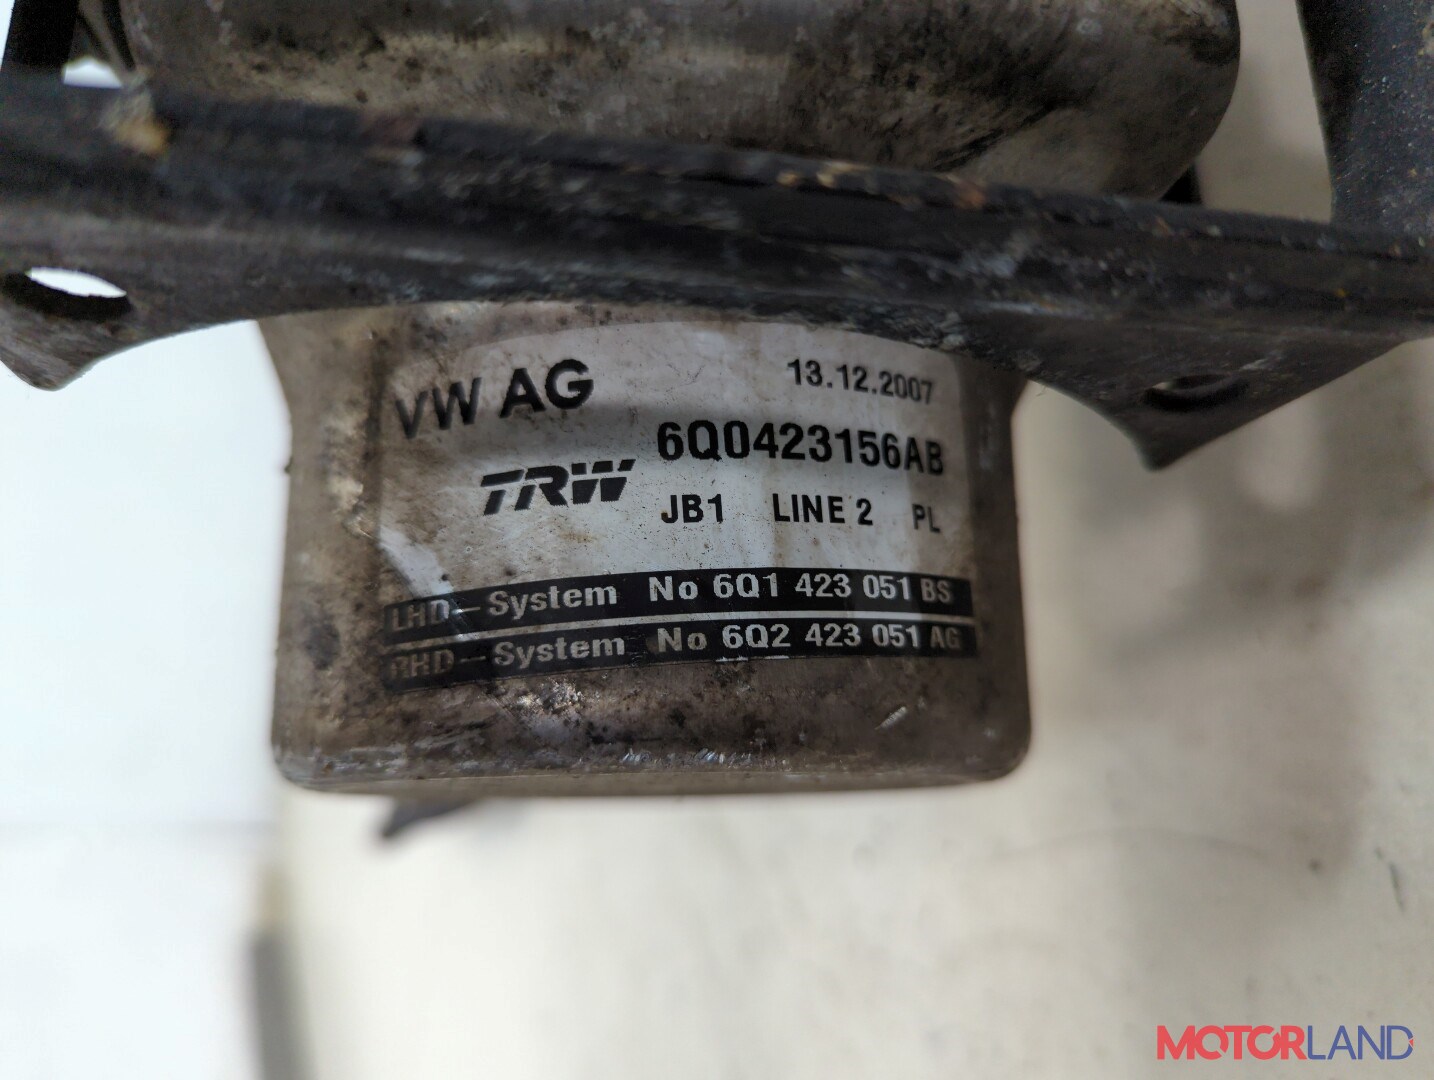 VW AG
13.12.2007
6Q0423156AB
TRW
JB1 LINE 2 PL
LHD-System No 6Q1 423 051 BS
RHD-System No 6Q2 423 051 AG
MOTORLAND